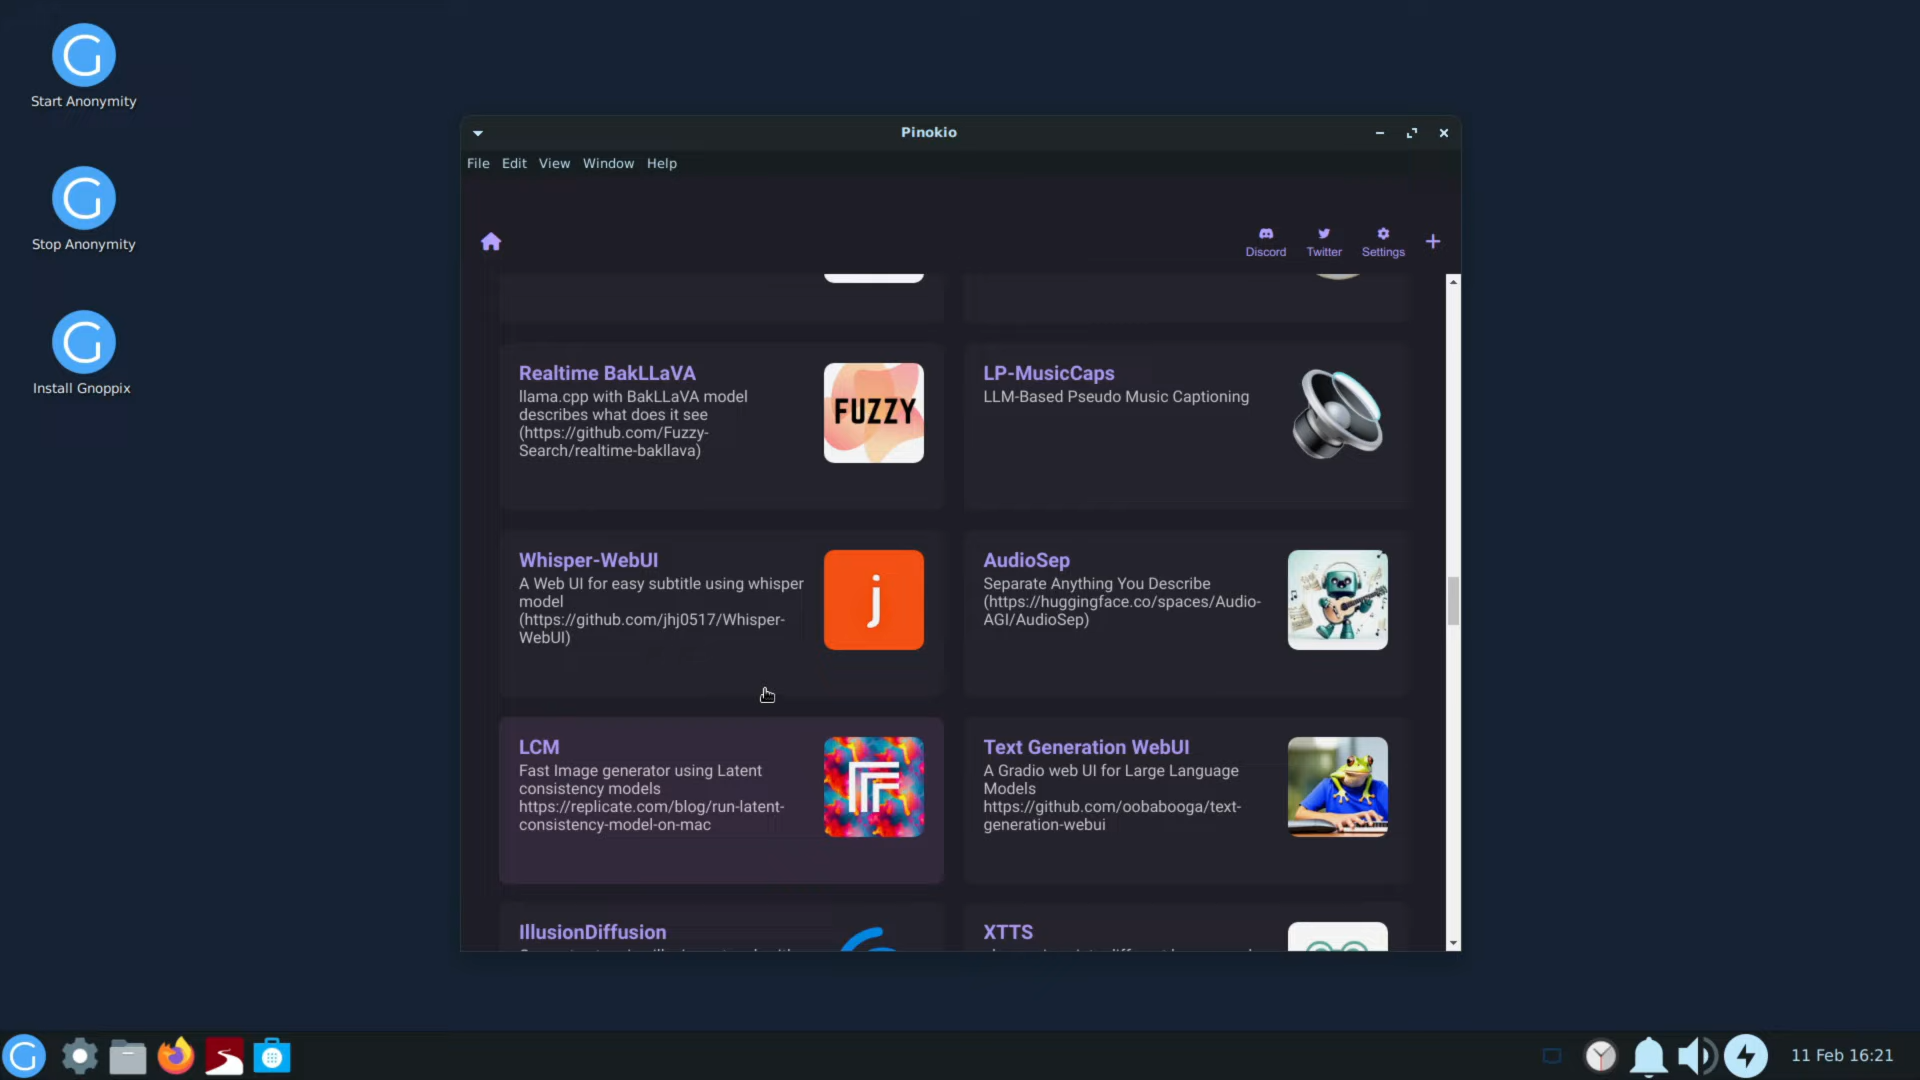 Start Anonymity
Stop Anonymity
Install Gnoppix
Pinokio
File Edit View Window Help
Discord
Twitter
Settings
Realtime BakLLaVA
llama.cpp with BakLLaVA model
describes what does it see
(https://github.com/Fuzzy-
Search/realtime-bakllava)
FUZZY
LP-MusicCaps
LLM-Based Pseudo Music Captioning
Whisper-WebUI
A Web UI for easy subtitle using whisper
model
(https://github.com/jhj0517/Whisper-
WebUI)
j
AudioSep
Separate Anything You Describe
(https://huggingface.co/spaces/Audio-
AGI/AudioSep)
LCM
Fast Image generator using Latent
consistency models
https://replicate.com/blog/run-latent-
consistency-model-on-mac
Text Generation WebUI
A Gradio web UI for Large Language
Models
https://github.com/oobabooga/text-
generation-webui
IllusionDiffusion
XTTS
11 Feb 16:21